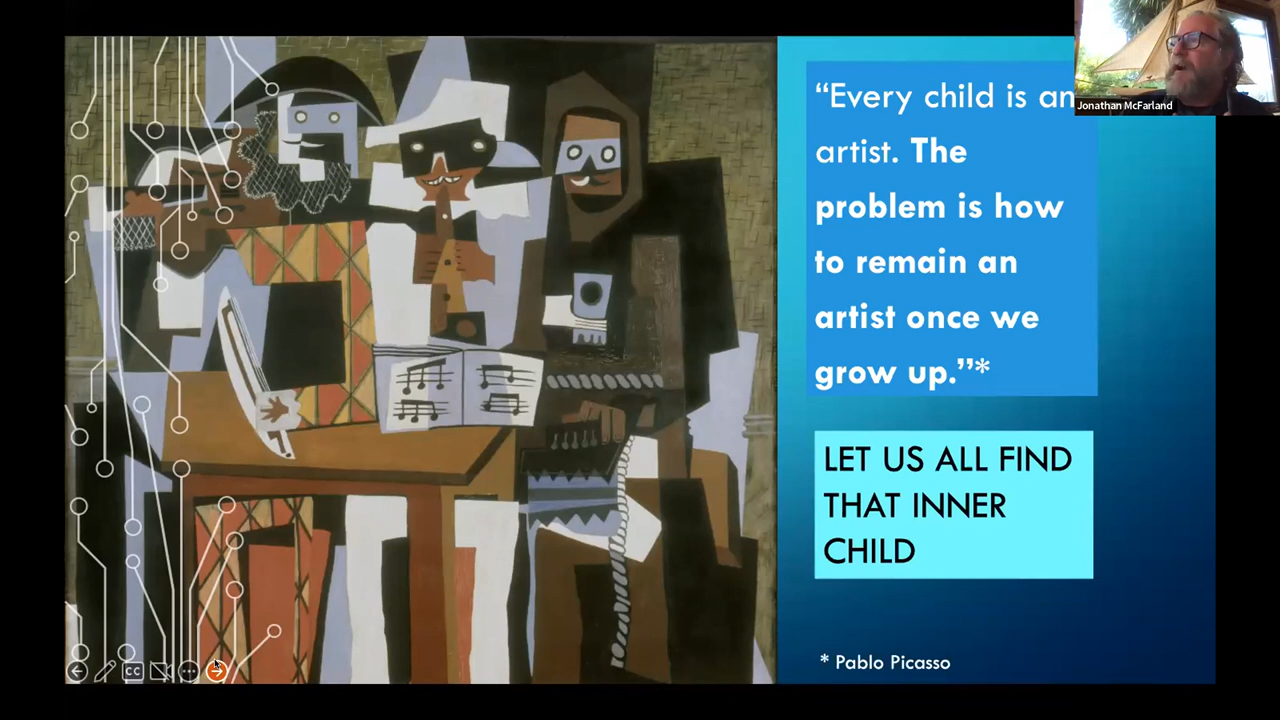 “Every child is an
artist. The
problem is how
to remain an
artist once we
grow up.”*
Jonathan McFarland
LET US ALL FIND
THAT INNER
CHILD
* Pablo Picasso
CC